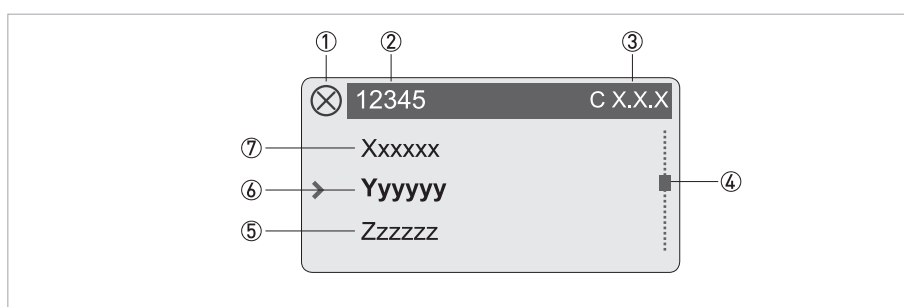 ① ② ③
12345 C X.X.X
⑦ Xxxxxx
⑥ Yyyyyy ④
⑤ Zzzzzz